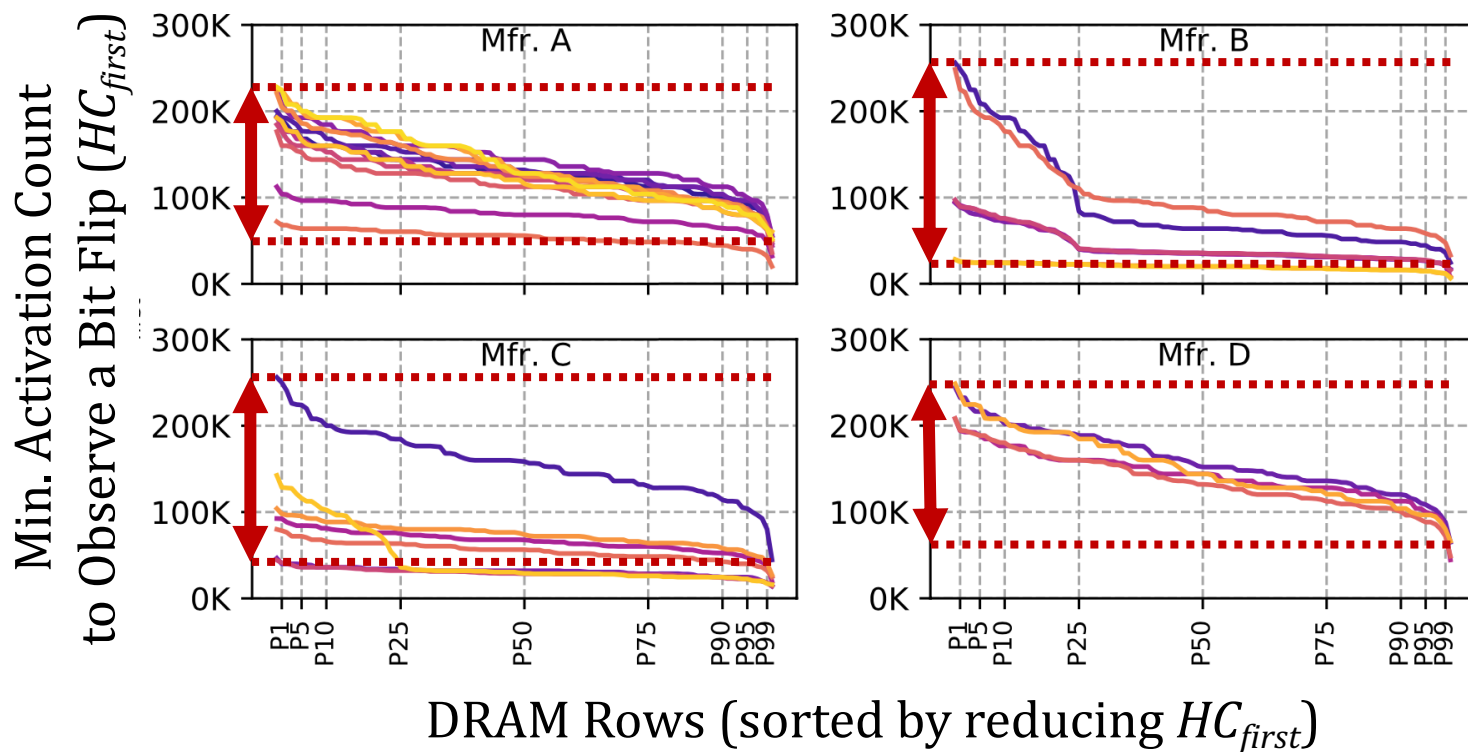 Min. Activation Count
to Observe a Bit Flip (HCfirst)
300K
200K
100K
0K
Mfr. A
300K
200K
100K
0K
Mfr. B
300K
200K
100K
0K
Mfr. C
P1
P5
P10
P25
P50
P75
P90
P95
P99
300K
200K
100K
0K
Mfr. D
P1
P5
P10
P25
P50
P75
P90
P95
P99
DRAM Rows (sorted by reducing HCfirst)